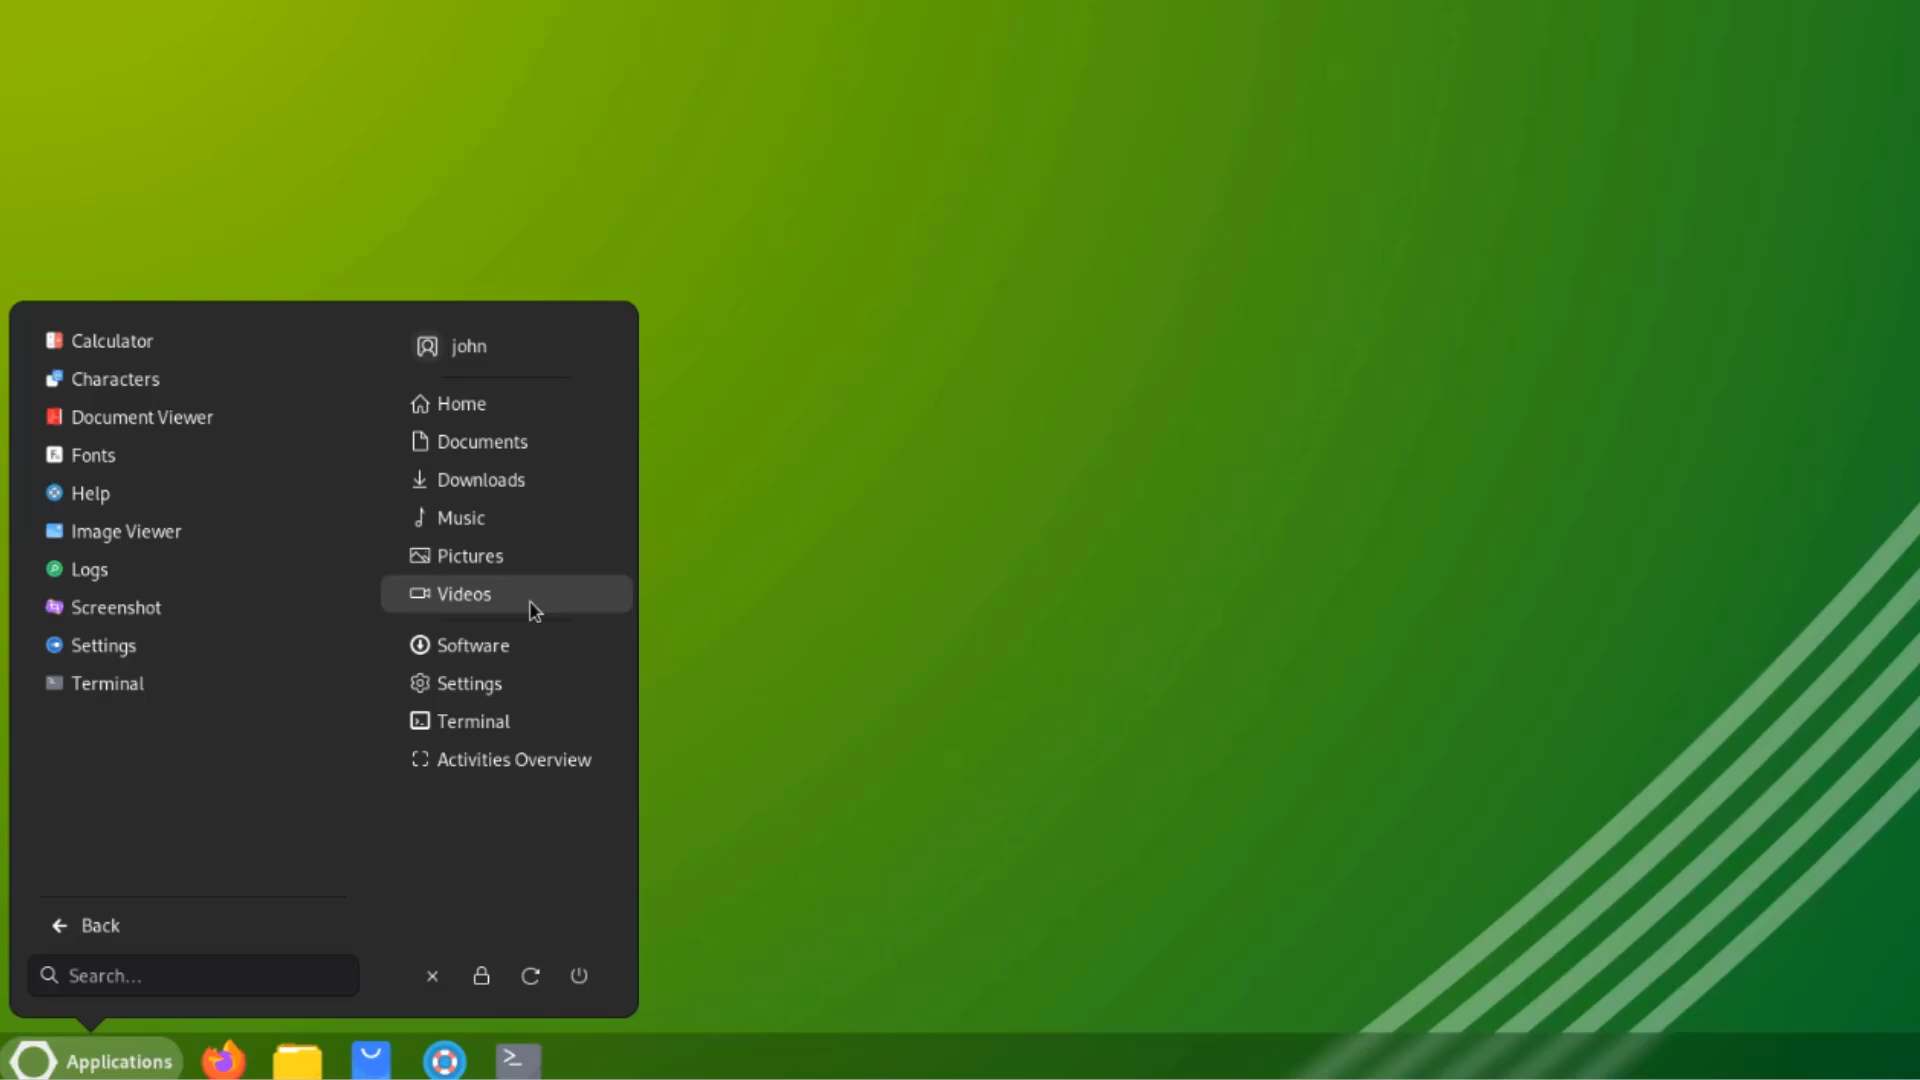 Calculator
Characters
Document Viewer
Fonts
Help
Image Viewer
Logs
Screenshot
Settings
Terminal
Back
Search...
john
Home
Documents
Downloads
Music
Pictures
Videos
Software
Settings
Terminal
Activities Overview
Applications